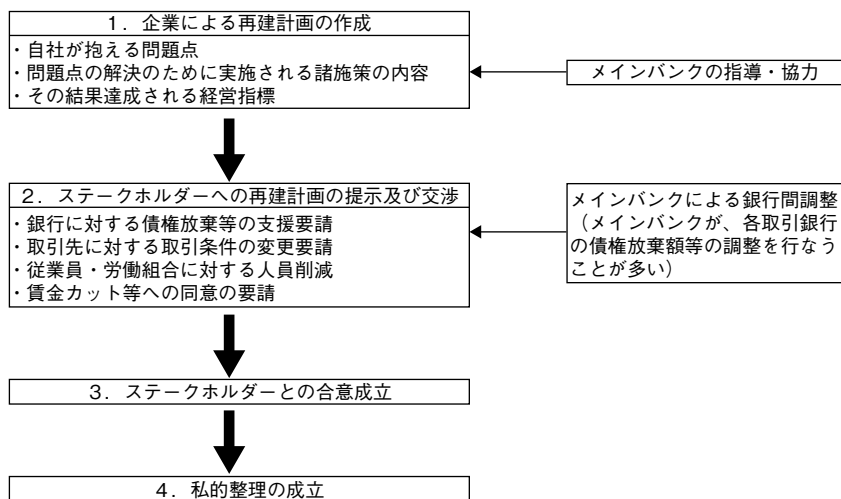 1．企業による再建計画の作成
・自社が抱える問題点
・問題点の解決のために実施される諸施策の内容
・その結果達成される経営指標
メインバンクの指導・協力
2．ステークホルダーへの再建計画の提示及び交渉
・銀行に対する債権放棄等の支援要請
・取引先に対する取引条件の変更要請
・従業員・労働組合に対する人員削減
・賃金カット等への同意の要請
メインバンクによる銀行間調整
（メインバンクが、各取引銀行
の債権放棄額等の調整を行なう
ことが多い）
3．ステークホルダーとの合意成立
4．私的整理の成立